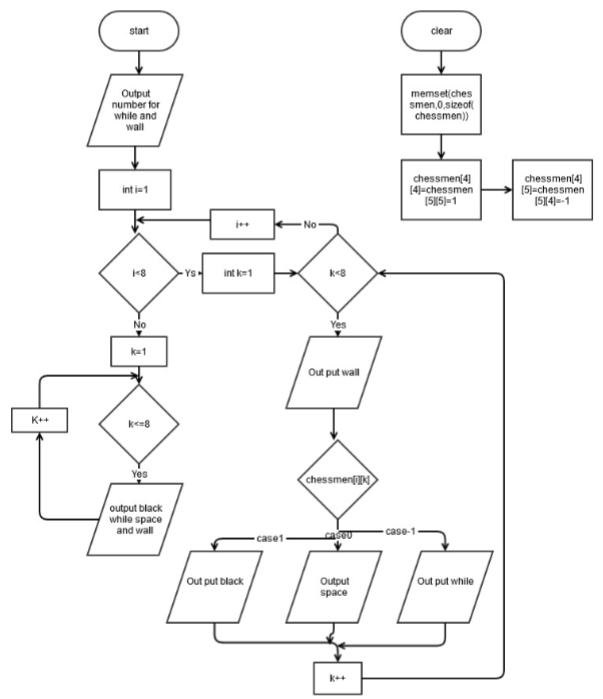 start
clear
Output
number for
while and
wall
memset(ches
smen,0,sizeof(
chessmen))
int i=1
chessmen[4]
[4]=chessmen
[5][5]=1
chessmen[4]
[5]=chessmen
[5][4]=-1
i++
No
i<8
Ys
int k=1
k<8
No
Yes
k=1
Out put wall
K++
k<=8
Yes
chessmen[i][k]
output black
while space
and wall
case1
case0
case-1
Out put black
Output
space
Out put while
k++